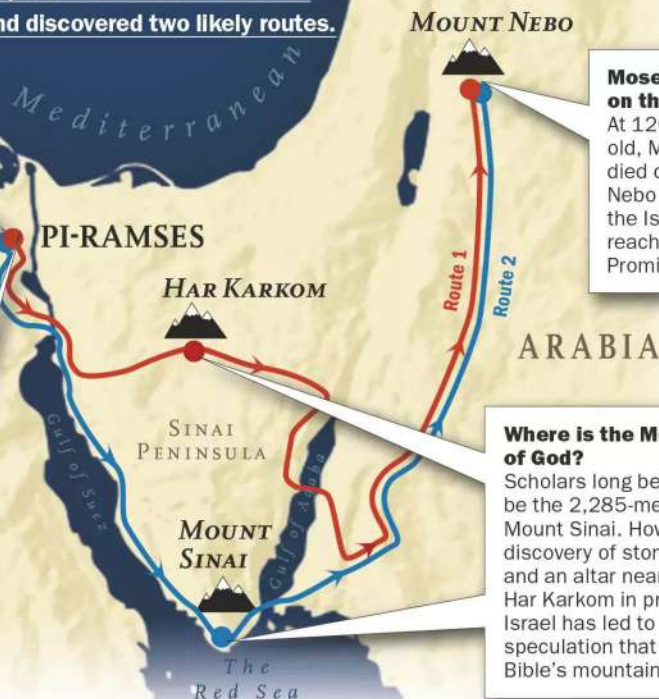 nd discovered two likely routes.
MOUNT NEBO
Mediterranean
Mose
on th
At 12
old, M
died o
Nebo
the Is
reach
Promi
PI-RAMSES
HAR KARKOM
Route 1
Route 2
ARABIA
SINAI
PENINSULA
Gulf of Suez
Gulf of Aqaba
Where is the M
of God?
Scholars long be
be the 2,285-me
Mount Sinai. How
discovery of ston
and an altar near
Har Karkom in pr
Israel has led to
speculation that
Bible's mountain
MOUNT
SINAI
The
Red Sea